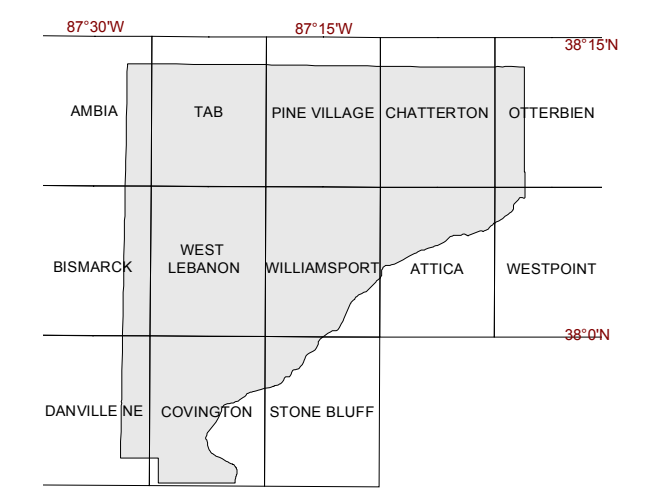 87°30'W 87°15'W
38°15'N
AMBIA TAB PINE VILLAGE CHATTERTON OTTERBIEN
WEST
BISMARCK LEBANON WILLIAMSPORT ATTICA WESTPOINT
38°0'N
DANVILLE NE COVINGTON STONE BLUFF